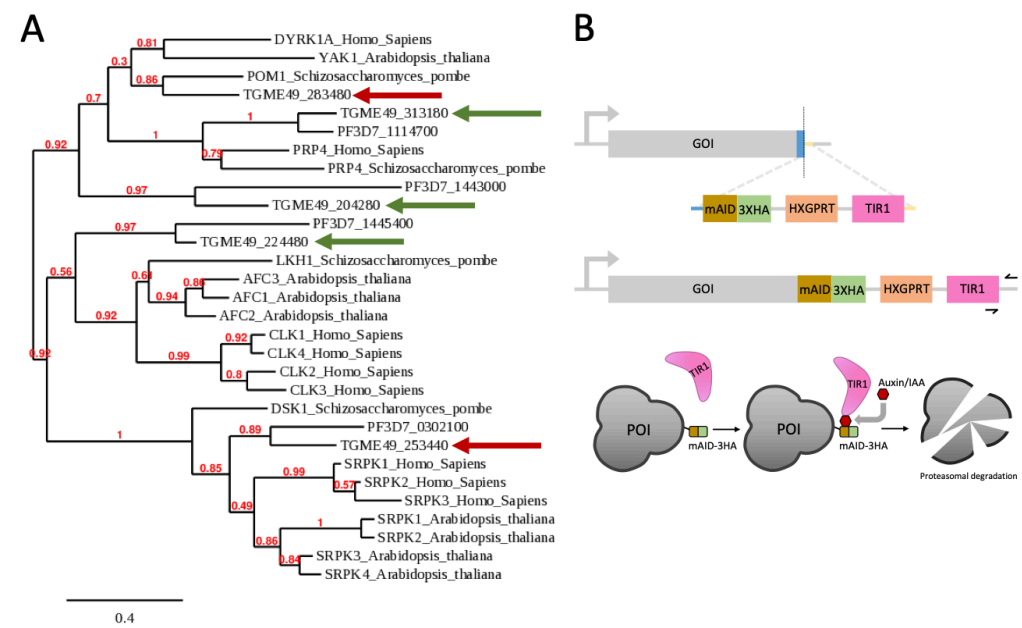 A
0.81
DYRK1A_Homo_Sapiens
0.3
YAK1_Arabidopsis_thaliana
0.86
POM1_Schizosaccharomyces_pombe
TGME49_283480
0.7
1
TGME49_313180
1
PF3D7_1114700
0.92
0.79
PRP4_Homo_Sapiens
PRP4_Schizosaccharomyces_pombe
0.97
PF3D7_1443000
TGME49_204280
0.97
PF3D7_1445400
TGME49_224480
0.56
LKH1_Schizosaccharomyces_pombe
AFC3_Arabidopsis_thaliana
0.94
AFC1_Arabidopsis_thaliana
AFC2_Arabidopsis_thaliana
0.92
0.92
CLK1_Homo_Sapiens
0.99
CLK4_Homo_Sapiens
0.92
0.8
CLK2_Homo_Sapiens
CLK3_Homo_Sapiens
DSK1_Schizosaccharomyces_pombe
1
0.89
PF3D7_0302100
TGME49_253440
0.85
0.99
SRPK1_Homo_Sapiens
0.57
SRPK2_Homo_Sapiens
SRPK3_Homo_Sapiens
0.49
1
SRPK1_Arabidopsis_thaliana
SRPK2_Arabidopsis_thaliana
0.86
0.84
SRPK3_Arabidopsis_thaliana
SRPK4_Arabidopsis_thaliana
0.4
B
GOI
mAID 3XHA HXGPRT TIR1
GOI mAID 3XHA HXGPRT TIR1
TIR1
TIR1
Auxin/IAA
POI
POI
mAID-3HA
mAID-3HA
Proteasomal degradation